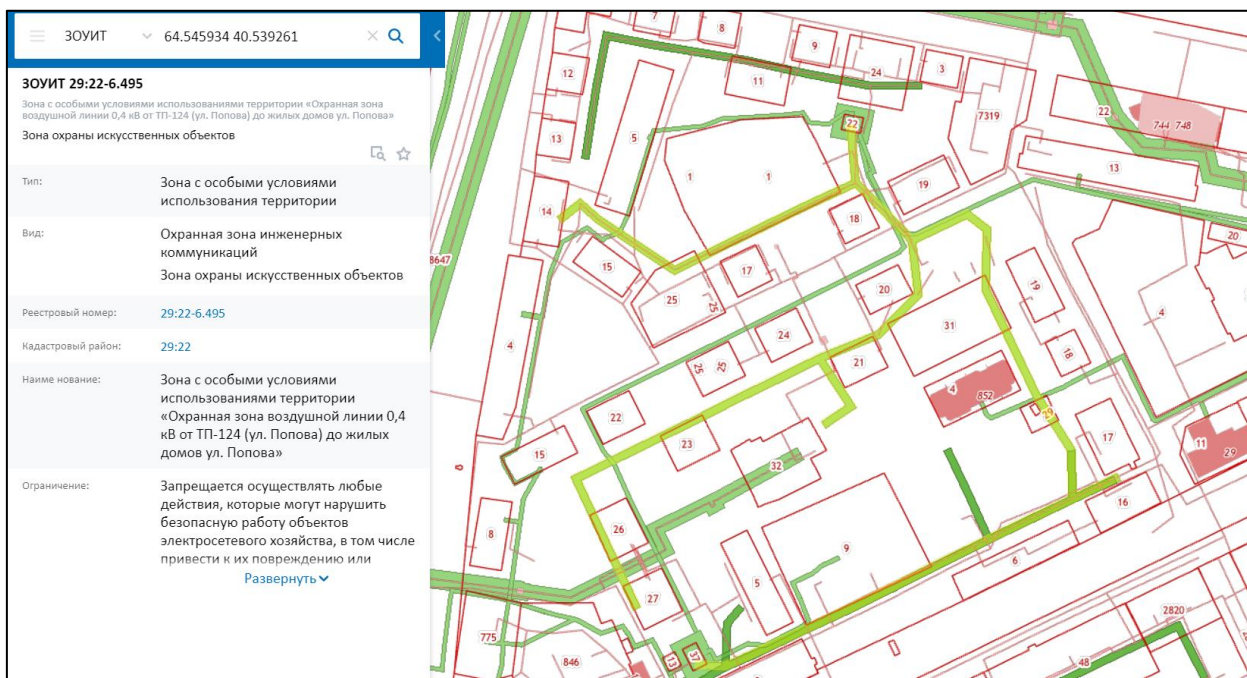 ЗОУИТ 64.545934 40.539261
ЗОУИТ 29:22-6.495
Зона с особыми условиями использованиями территории «Охранная зона
воздушной линии 0,4 кВ от ТП-124 (ул. Попова) до жилых домов ул. Попова»
Зона охраны искусственных объектов
Тип: Зона с особыми условиями
использования территории
Вид: Охранная зона инженерных
коммуникаций
Зона охраны искусственных объектов
Реестровый номер: 29:22-6.495
Кадастровый район: 29:22
Наиме нование: Зона с особыми условиями
использованиями территории
«Охранная зона воздушной линии 0,4
кВ от ТП-124 (ул. Попова) до жилых
домов ул. Попова»
Ограничение: Запрещается осуществлять любые
действия, которые могут нарушить
безопасную работу объектов
электросетевого хозяйства, в том числе
привести к их повреждению или
Развернуть
7
8
9
12
11
24
3
22
744 748
7319
22
13
5
13
1
1
19
14
18
20
8647
15
17
25
25
20
19
4
4
31
24
18
21
25
25
4
852
22
29
23
17
11
29
15
32
16
26
8
9
6
5
27
2820
775
13
37
846
48